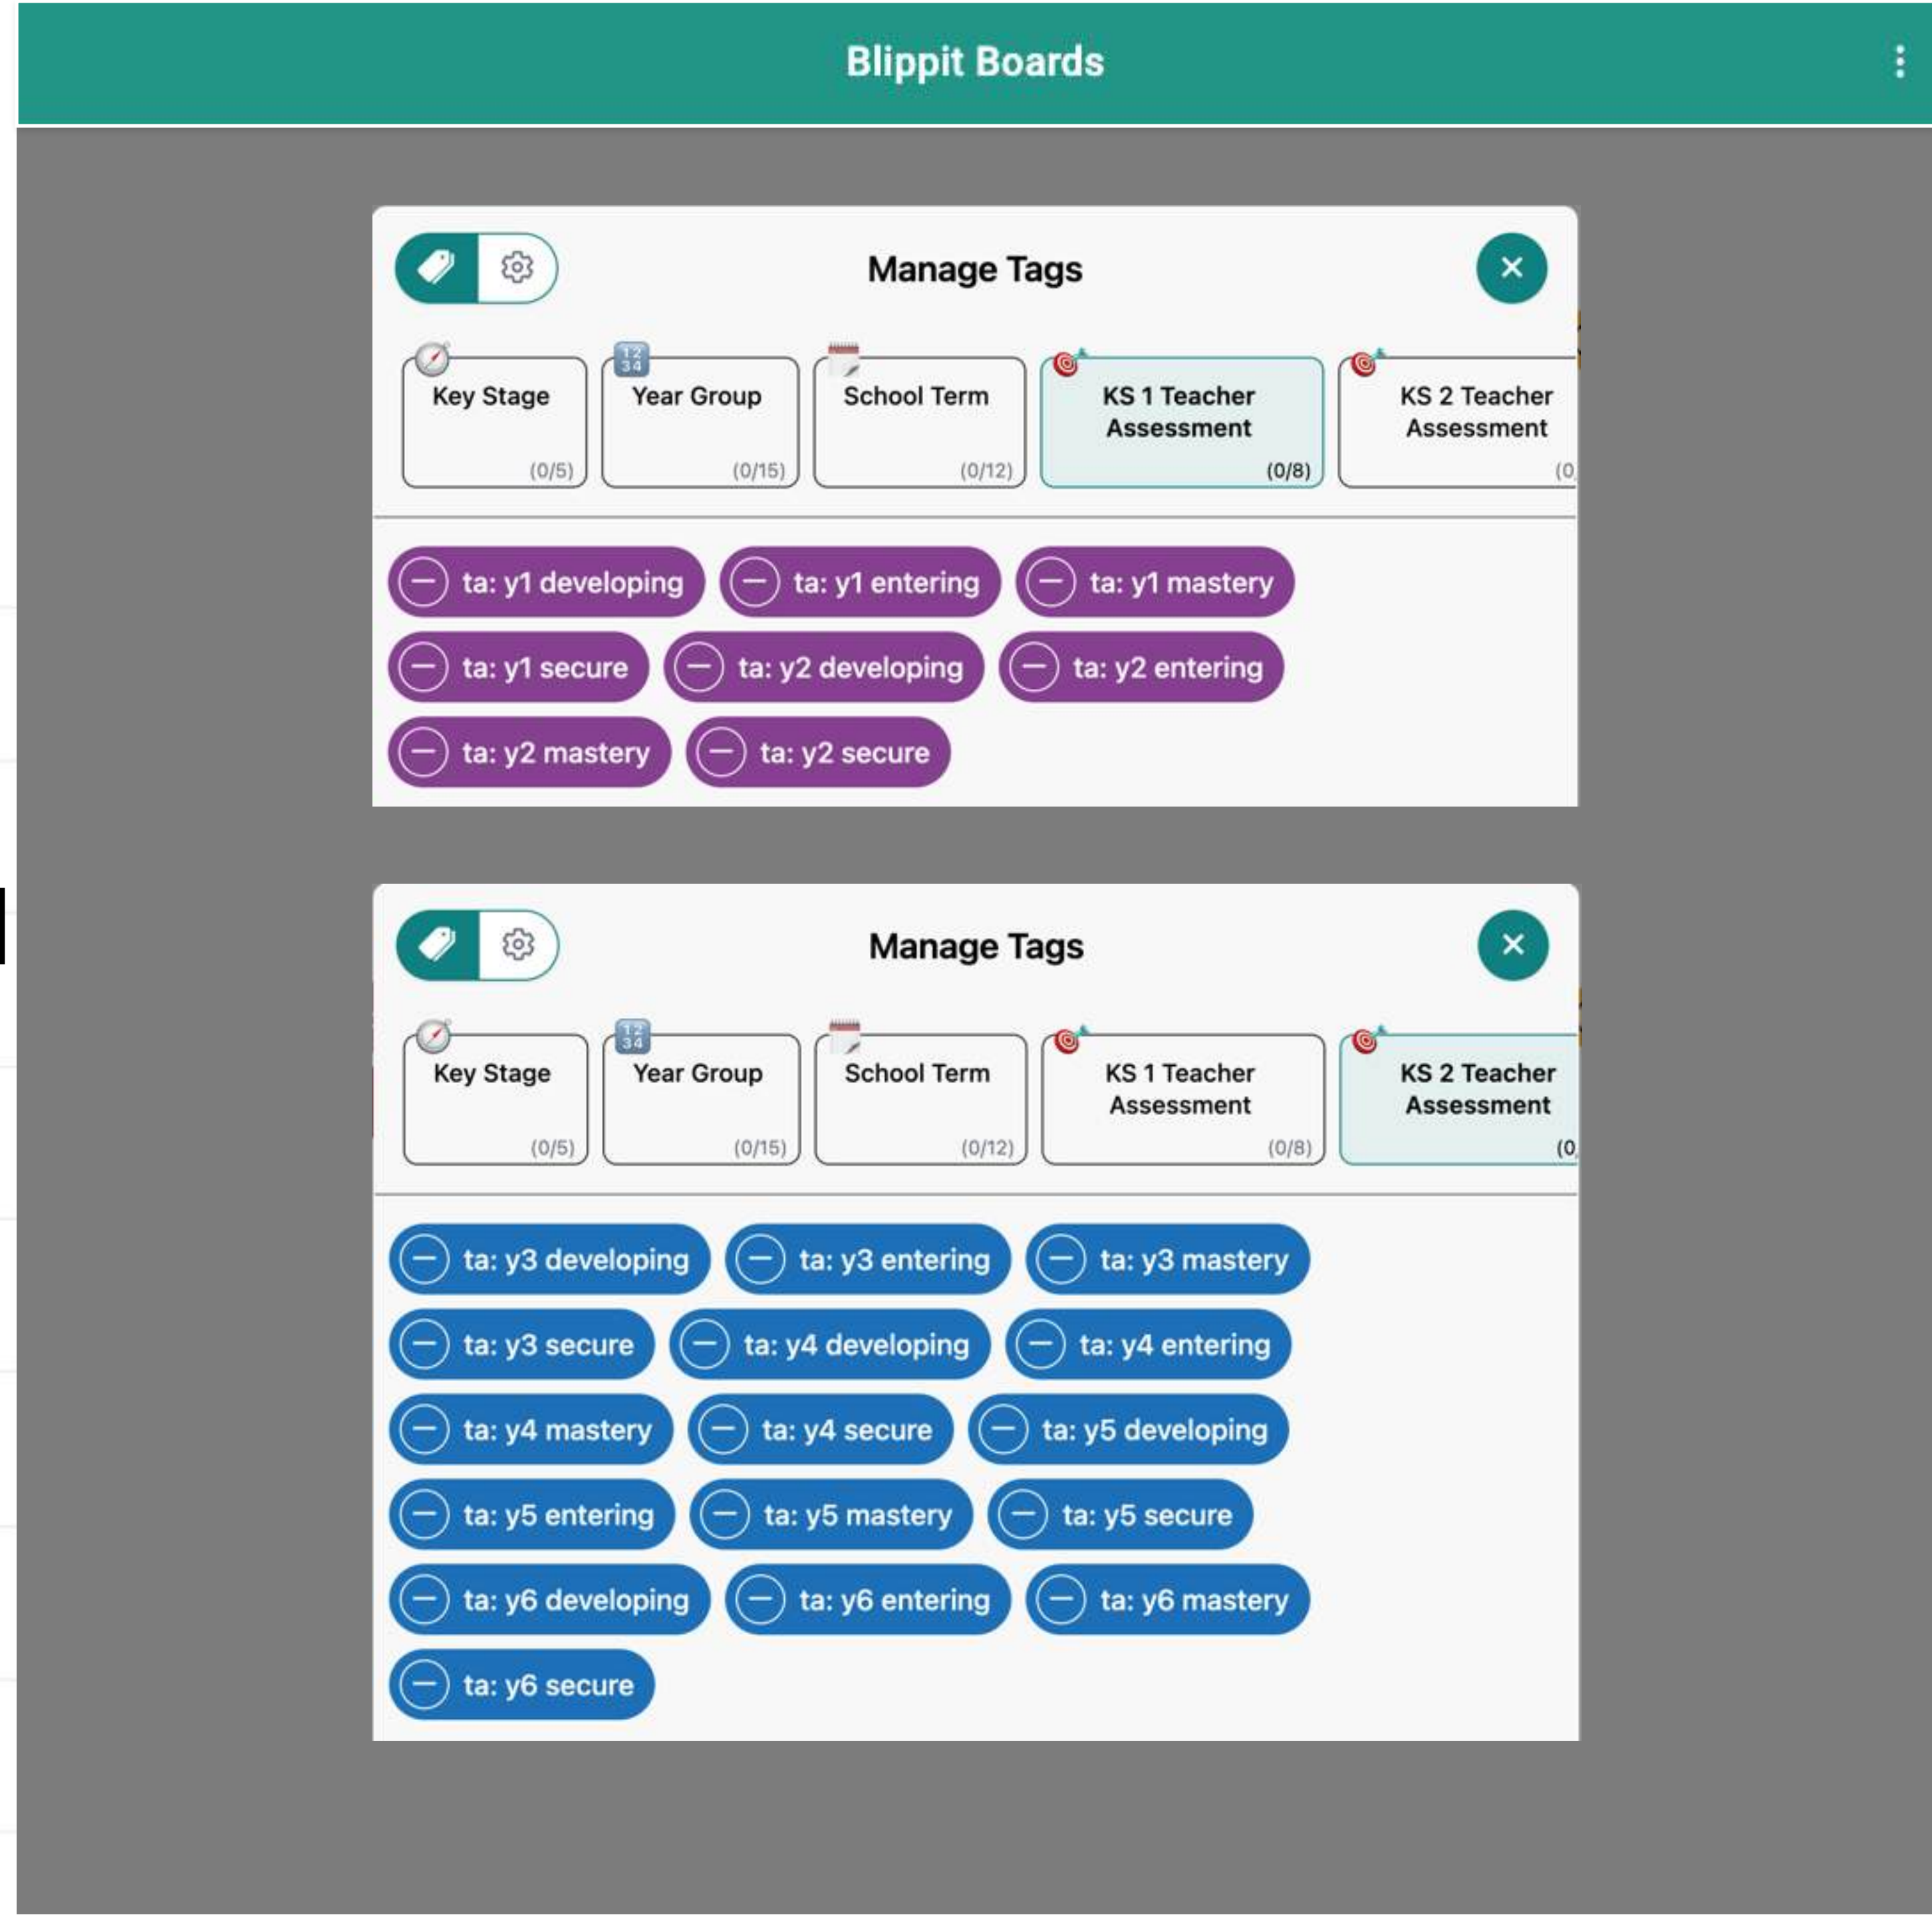 Blippit Boards
Manage Tags
Key Stage
(0/5)
1234
Year Group
(0/15)
School Term
(0/12)
KS 1 Teacher
Assessment
(0/8)
KS 2 Teacher
Assessment
(0
ta: y1 developing
ta: y1 entering
ta: y1 mastery
ta: y1 secure
ta: y2 developing
ta: y2 entering
ta: y2 mastery
ta: y2 secure
Manage Tags
Key Stage
(0/5)
1234
Year Group
(0/15)
School Term
(0/12)
KS 1 Teacher
Assessment
(0/8)
KS 2 Teacher
Assessment
(0
ta: y3 developing
ta: y3 entering
ta: y3 mastery
ta: y3 secure
ta: y4 developing
ta: y4 entering
ta: y4 mastery
ta: y4 secure
ta: y5 developing
ta: y5 entering
ta: y5 mastery
ta: y5 secure
ta: y6 developing
ta: y6 entering
ta: y6 mastery
ta: y6 secure